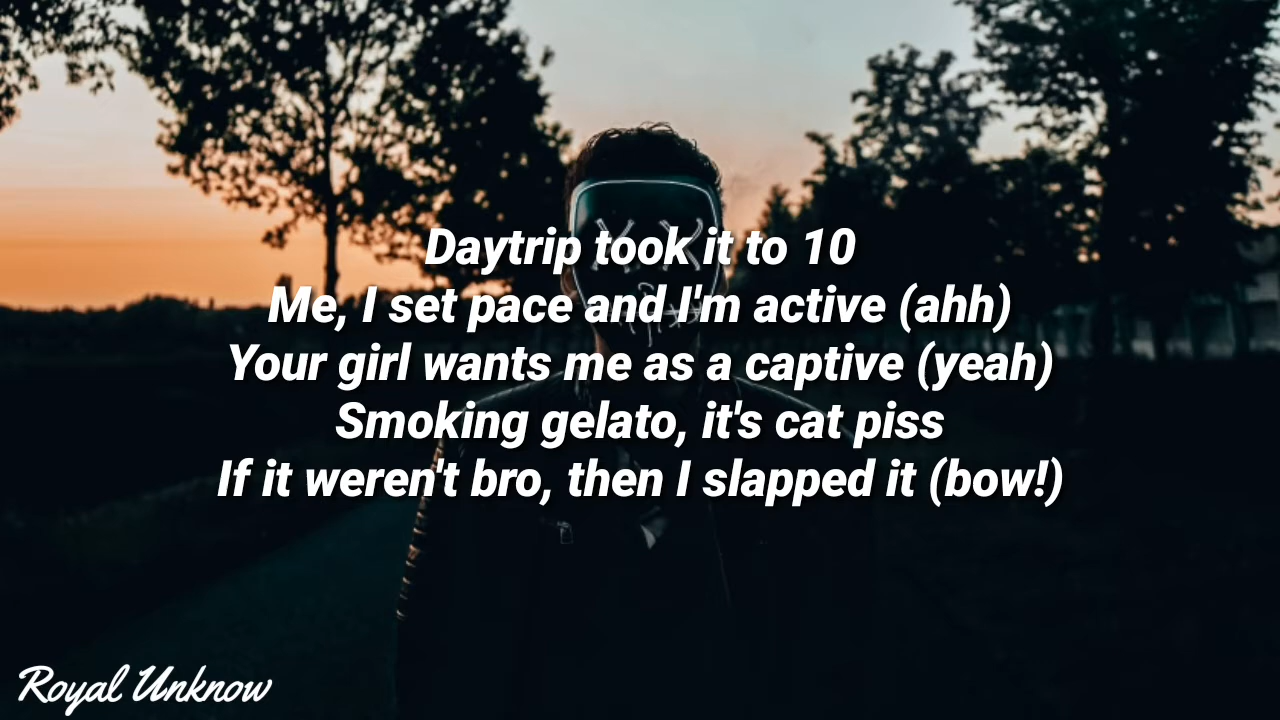 Daytrip took it to 10
Me, I set pace and I'm active (ahh)
Your girl wants me as a captive (yeah)
Smoking gelato, it's cat piss
If it weren't bro, then I slapped it (bow!)
Royal Unknow